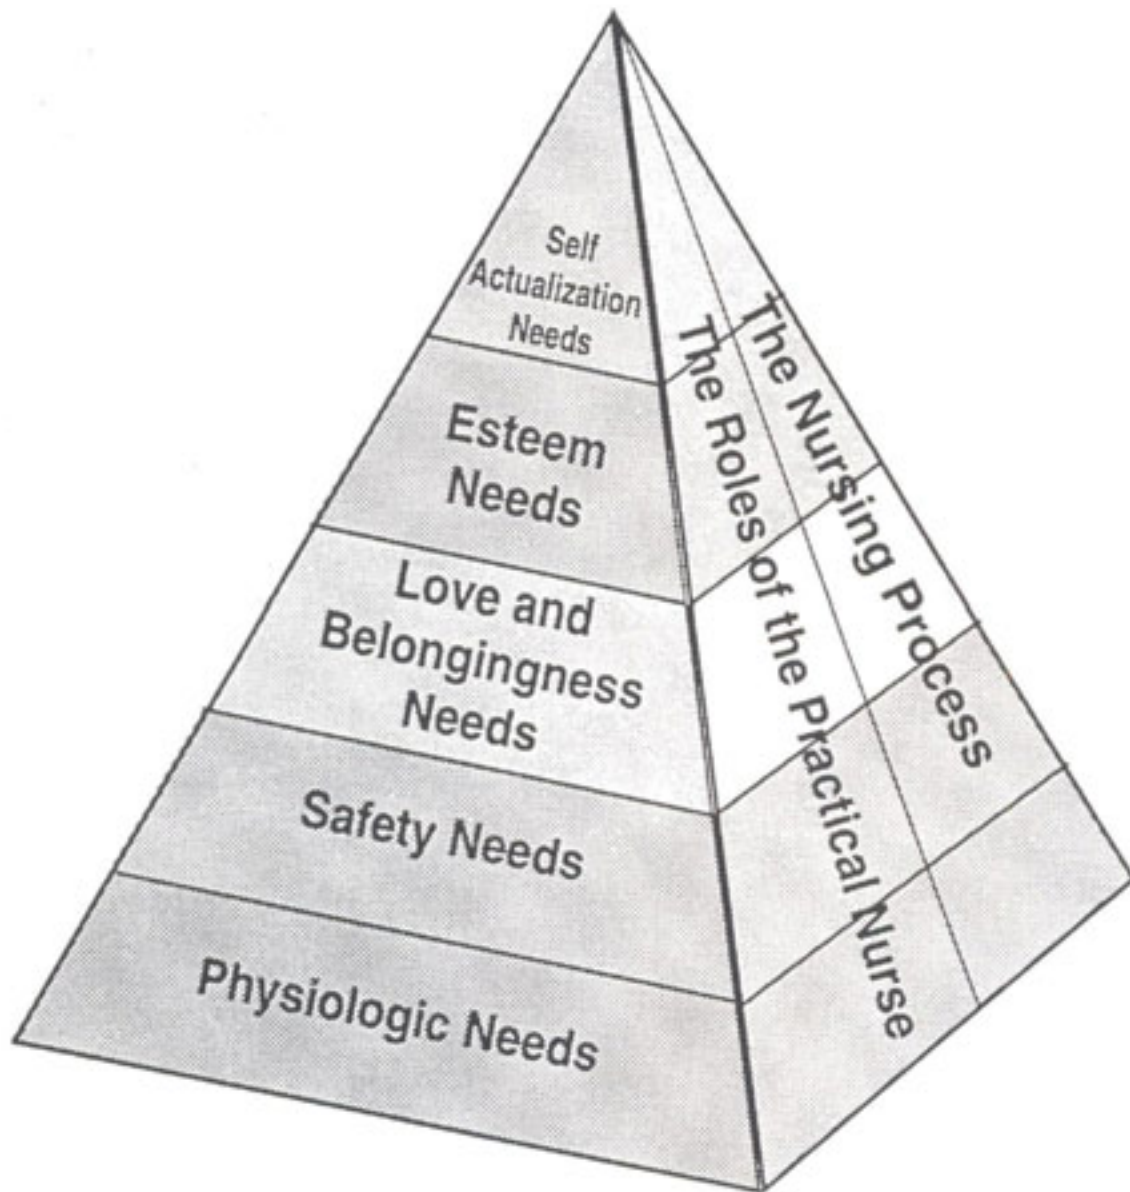 Self
Actualization
Needs
Esteem
Needs
Love and
Belongingness
Needs
Safety Needs
Physiologic Needs
The Roles of the Practical Nurse
The Nursing Process